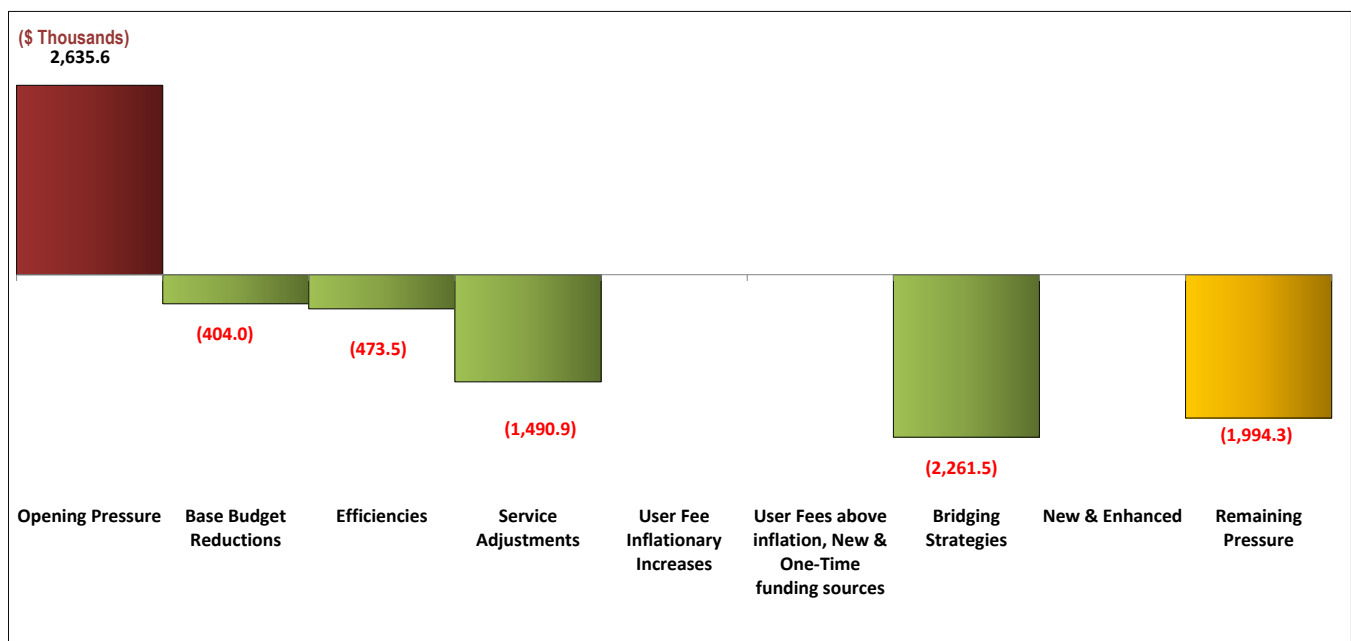 ($ Thousands)
2,635.6
(404.0)
(473.5)
(1,490.9)
(2,261.5)
(1,994.3)
Opening Pressure
Base Budget
Reductions
Efficiencies
Service
Adjustments
User Fee
Inflationary
Increases
User Fees above
inflation, New &
One-Time
funding sources
Bridging
Strategies
New & Enhanced
Remaining
Pressure